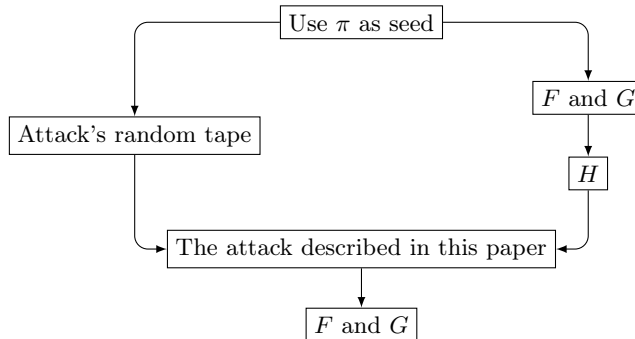 Use π as seed
F and G
Attack's random tape
H
The attack described in this paper
F and G